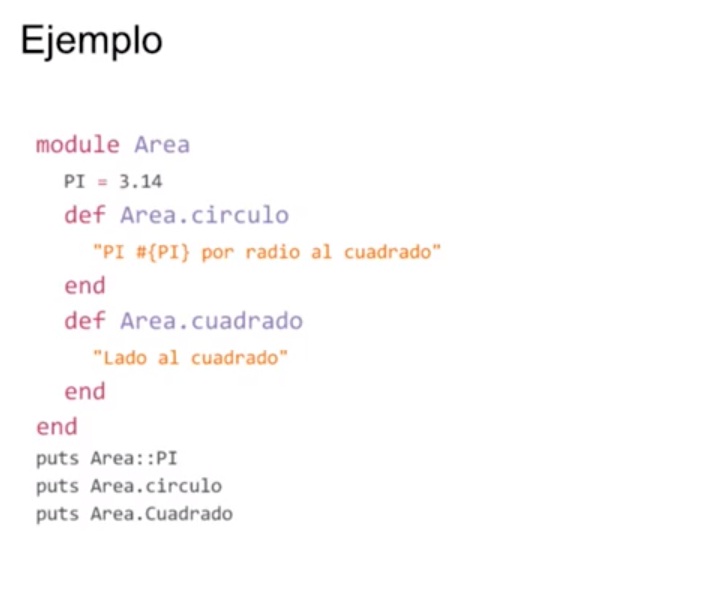 Ejemplo
module Area
PI = 3.14
def Area.circulo
"PI #{PI} por radio al cuadrado"
end
def Area.cuadrado
"Lado al cuadrado"
end
end
puts Area::PI
puts Area.circulo
puts Area.Cuadrado